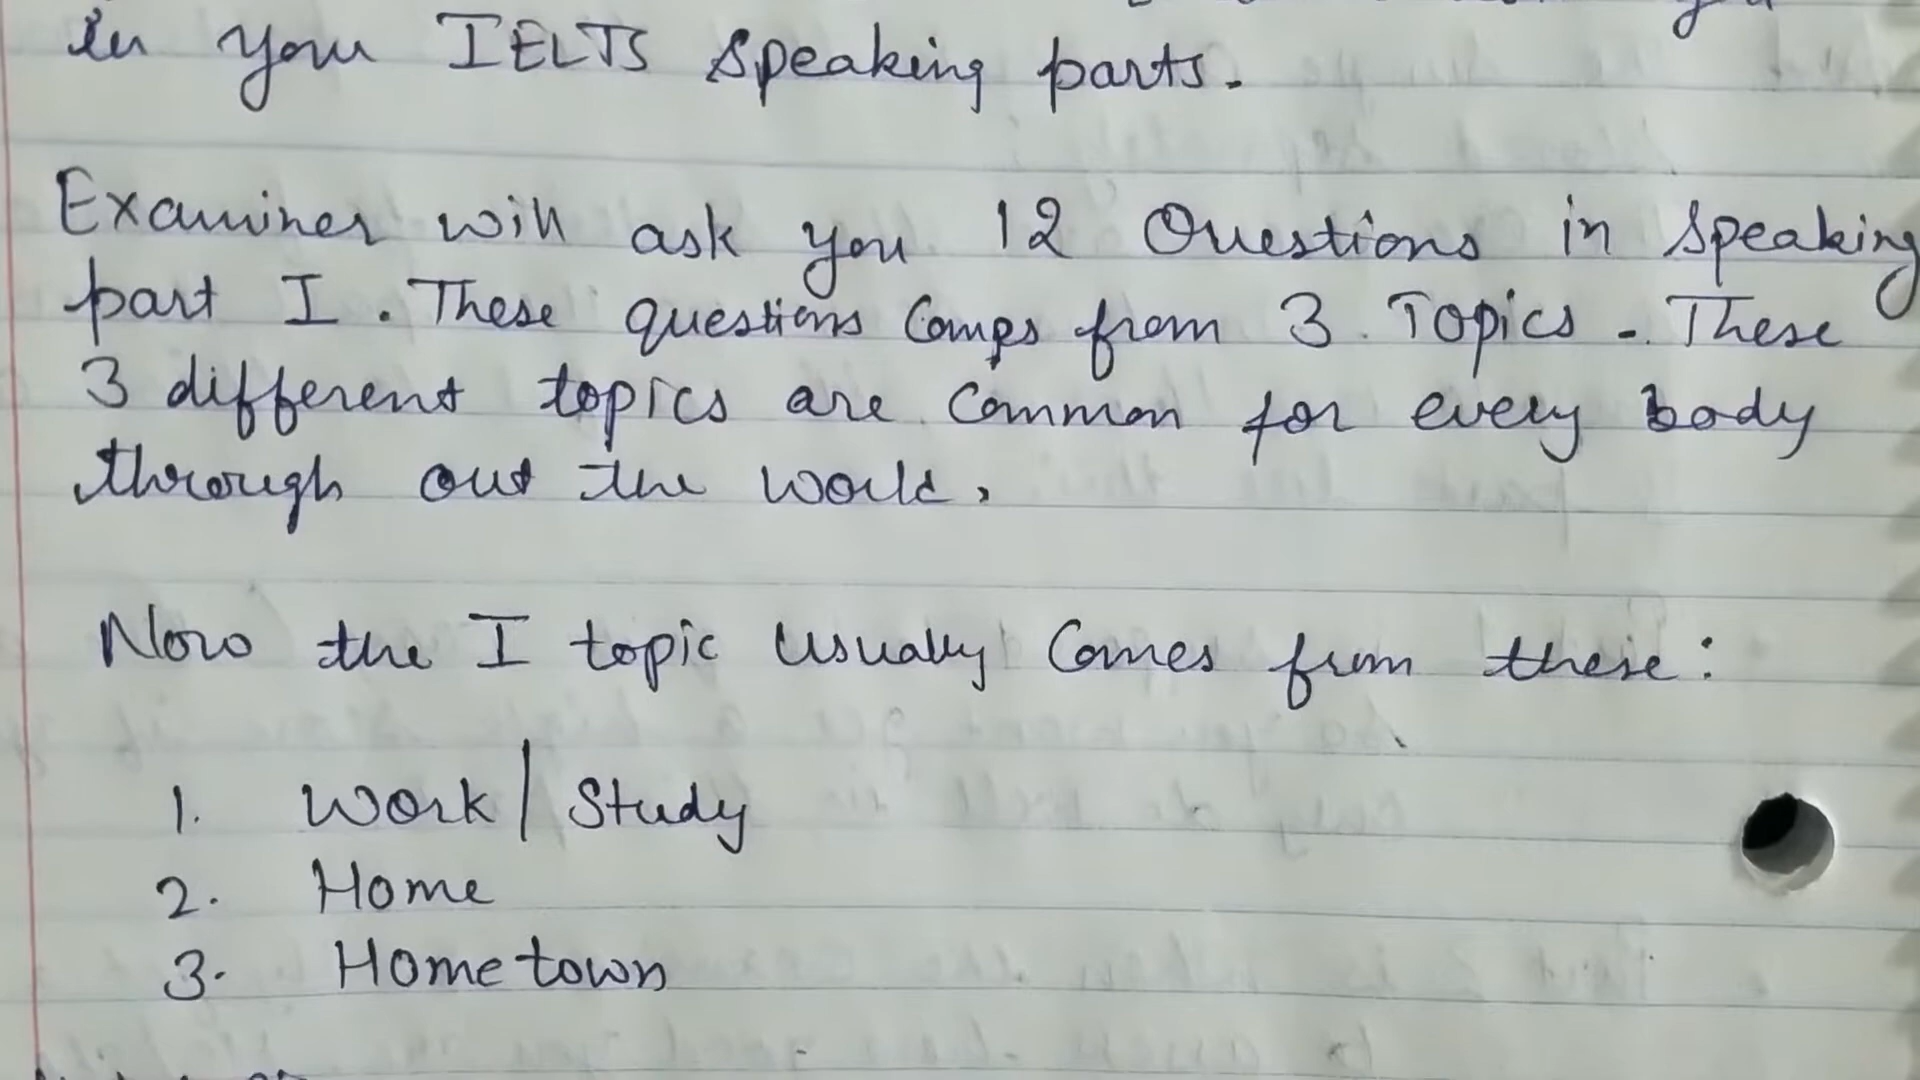 in you IELTS Speaking parts.
Examiner will ask you 12 Questions in Speaking
part I. These questions Comes from 3 Topics. These
3 different topics are Common for every body
through out the world.
Now the I topic Usually Comes from these:
1. Work/Study
2. Home
3. Hometown